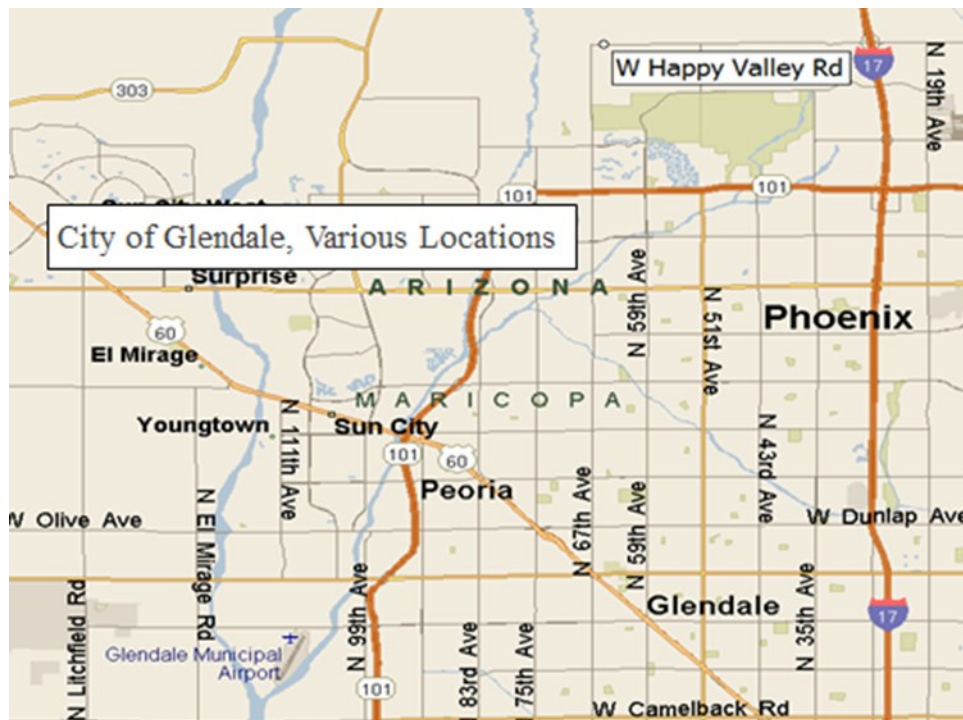 W Happy Valley Rd
17
N 19th Ave
303
101
101
City of Glendale, Various Locations
Surprise
ARIZONA
N 59th Ave
N 51st Ave
Phoenix
60
El Mirage
MARICOPA
Youngtown
N 111th Ave
Sun City
101
60
N 43rd Ave
Peoria
N 67th Ave
N 59th Ave
W Olive Ave
N El Mirage Rd
W Dunlap Ave
N Litchfield Rd
N 99th Ave
Glendale
N 35th Ave
17
Glendale Municipal
Airport
101
N 83rd Ave
N 75th Ave
W Camelback Rd